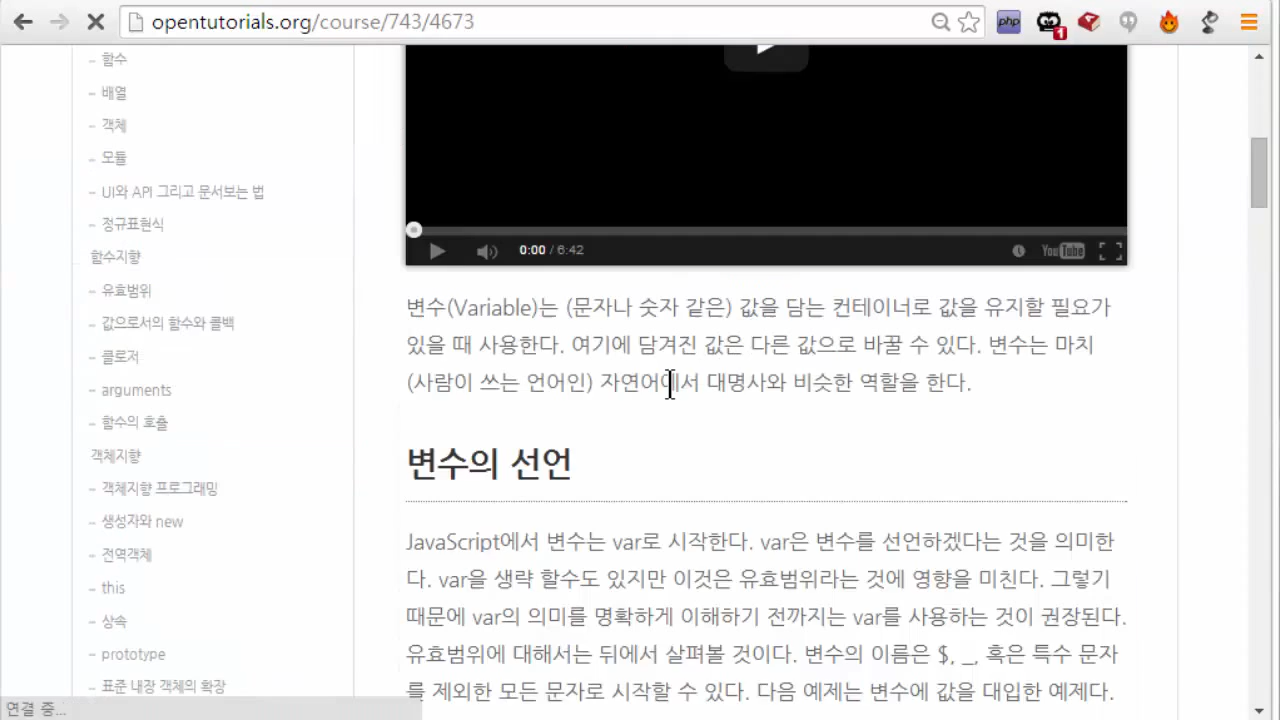 opentutorials.org/course/743/4673
php
1
- 함수
- 배열
- 객체
- 모듈
- UI와 API 그리고 문서보는 법
- 정규표현식
함수지향
- 유효범위
- 값으로서의 함수와 콜백
- 클로저
- arguments
- 함수의 호출
객체지향
- 객체지향 프로그래밍
- 생성자와 new
- 전역객체
- this
- 상속
- prototype
- 표준 내장 객체의 확장
연결 중...
0:00 / 6:42
YouTube
변수(Variable)는 (문자나 숫자 같은) 값을 담는 컨테이너로 값을 유지할 필요가
있을 때 사용한다. 여기에 담겨진 값은 다른 값으로 바꿀 수 있다. 변수는 마치
(사람이 쓰는 언어인) 자연어에서 대명사와 비슷한 역할을 한다.
변수의 선언
JavaScript에서 변수는 var로 시작한다. var은 변수를 선언하겠다는 것을 의미한
다. var을 생략 할수도 있지만 이것은 유효범위라는 것에 영향을 미친다. 그렇기
때문에 var의 의미를 명확하게 이해하기 전까지는 var를 사용하는 것이 권장된다.
유효범위에 대해서는 뒤에서 살펴볼 것이다. 변수의 이름은 $, _, 혹은 특수 문자
를 제외한 모든 문자로 시작할 수 있다. 다음 예제는 변수에 값을 대입한 예제다.